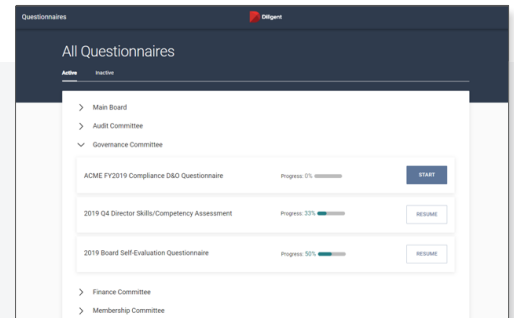 Questionnaires
Diligent
All Questionnaires
Active Inactive
Main Board
Audit Committee
Governance Committee
ACME FY2019 Compliance D&O Questionnaire Progress: 0% START
2019 Q4 Director Skills/Competency Assessment Progress: 33% RESUME
2019 Board Self-Evaluation Questionnaire Progress: 50% RESUME
Finance Committee
Membership Committee